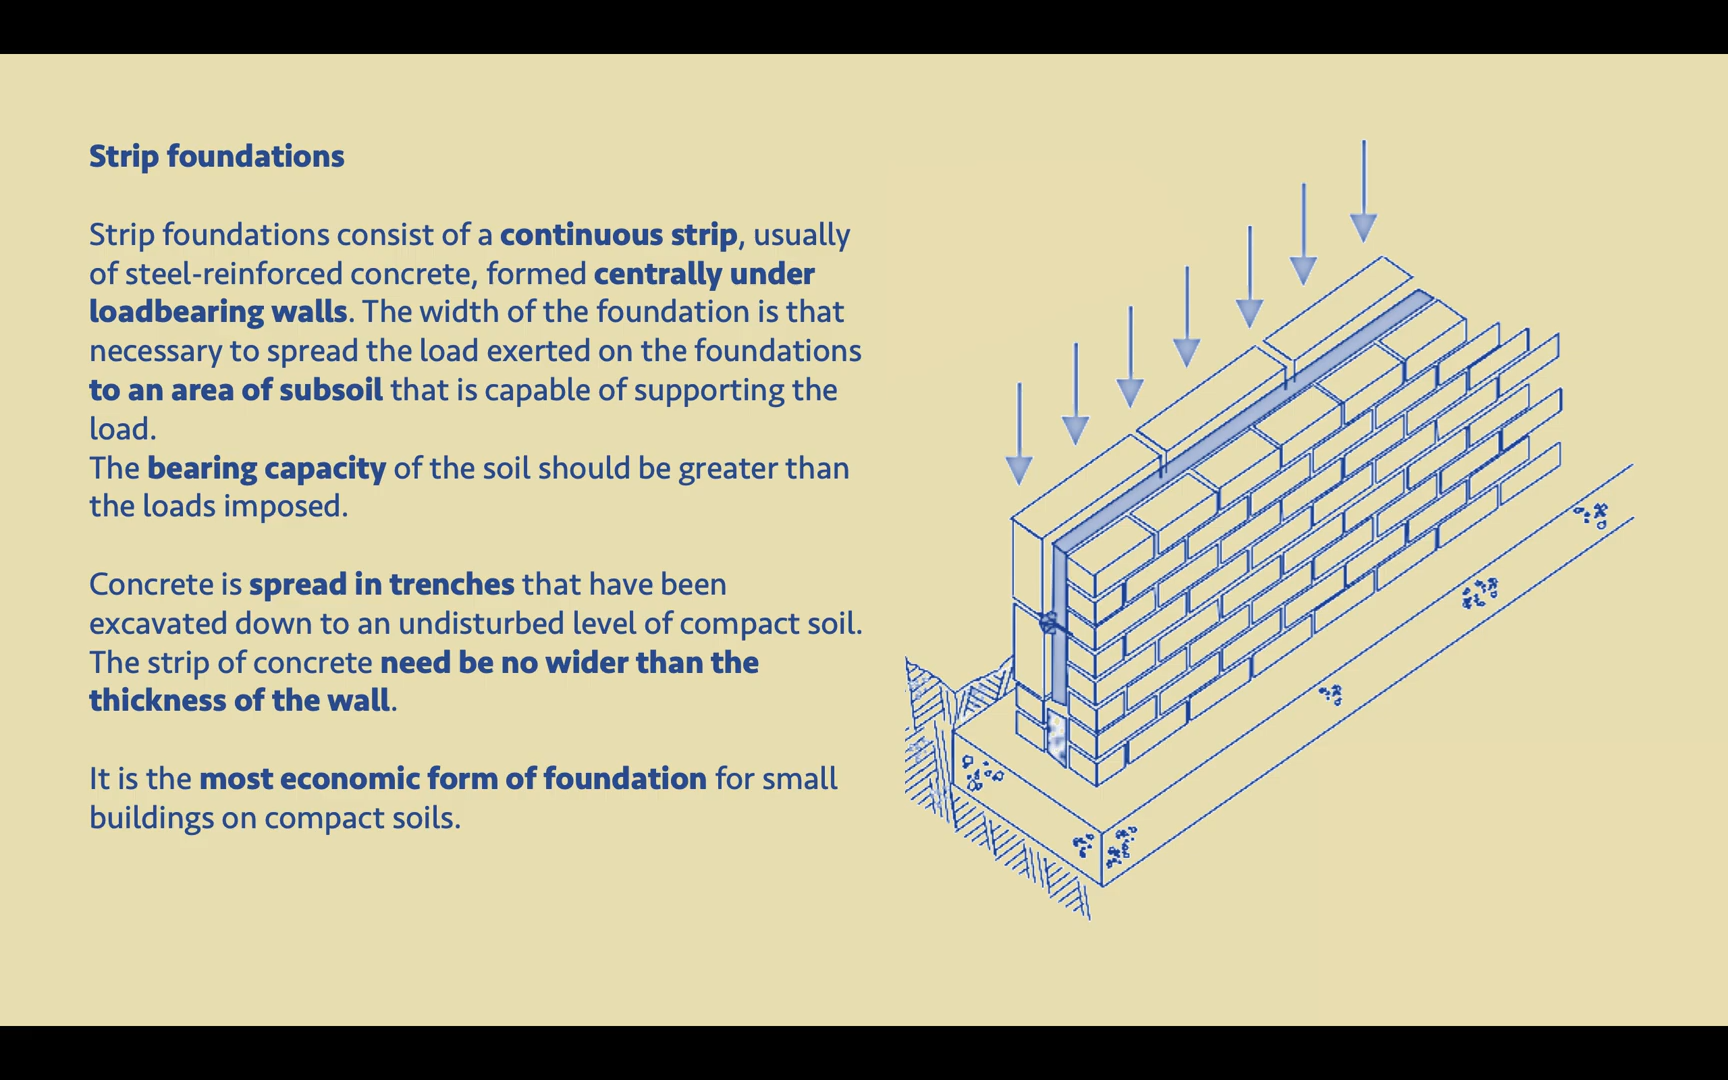 Strip foundations
Strip foundations consist of a continuous strip, usually
of steel-reinforced concrete, formed centrally under
loadbearing walls. The width of the foundation is that
necessary to spread the load exerted on the foundations
to an area of subsoil that is capable of supporting the
load.
The bearing capacity of the soil should be greater than
the loads imposed.
Concrete is spread in trenches that have been
excavated down to an undisturbed level of compact soil.
The strip of concrete need be no wider than the
thickness of the wall.
It is the most economic form of foundation for small
buildings on compact soils.